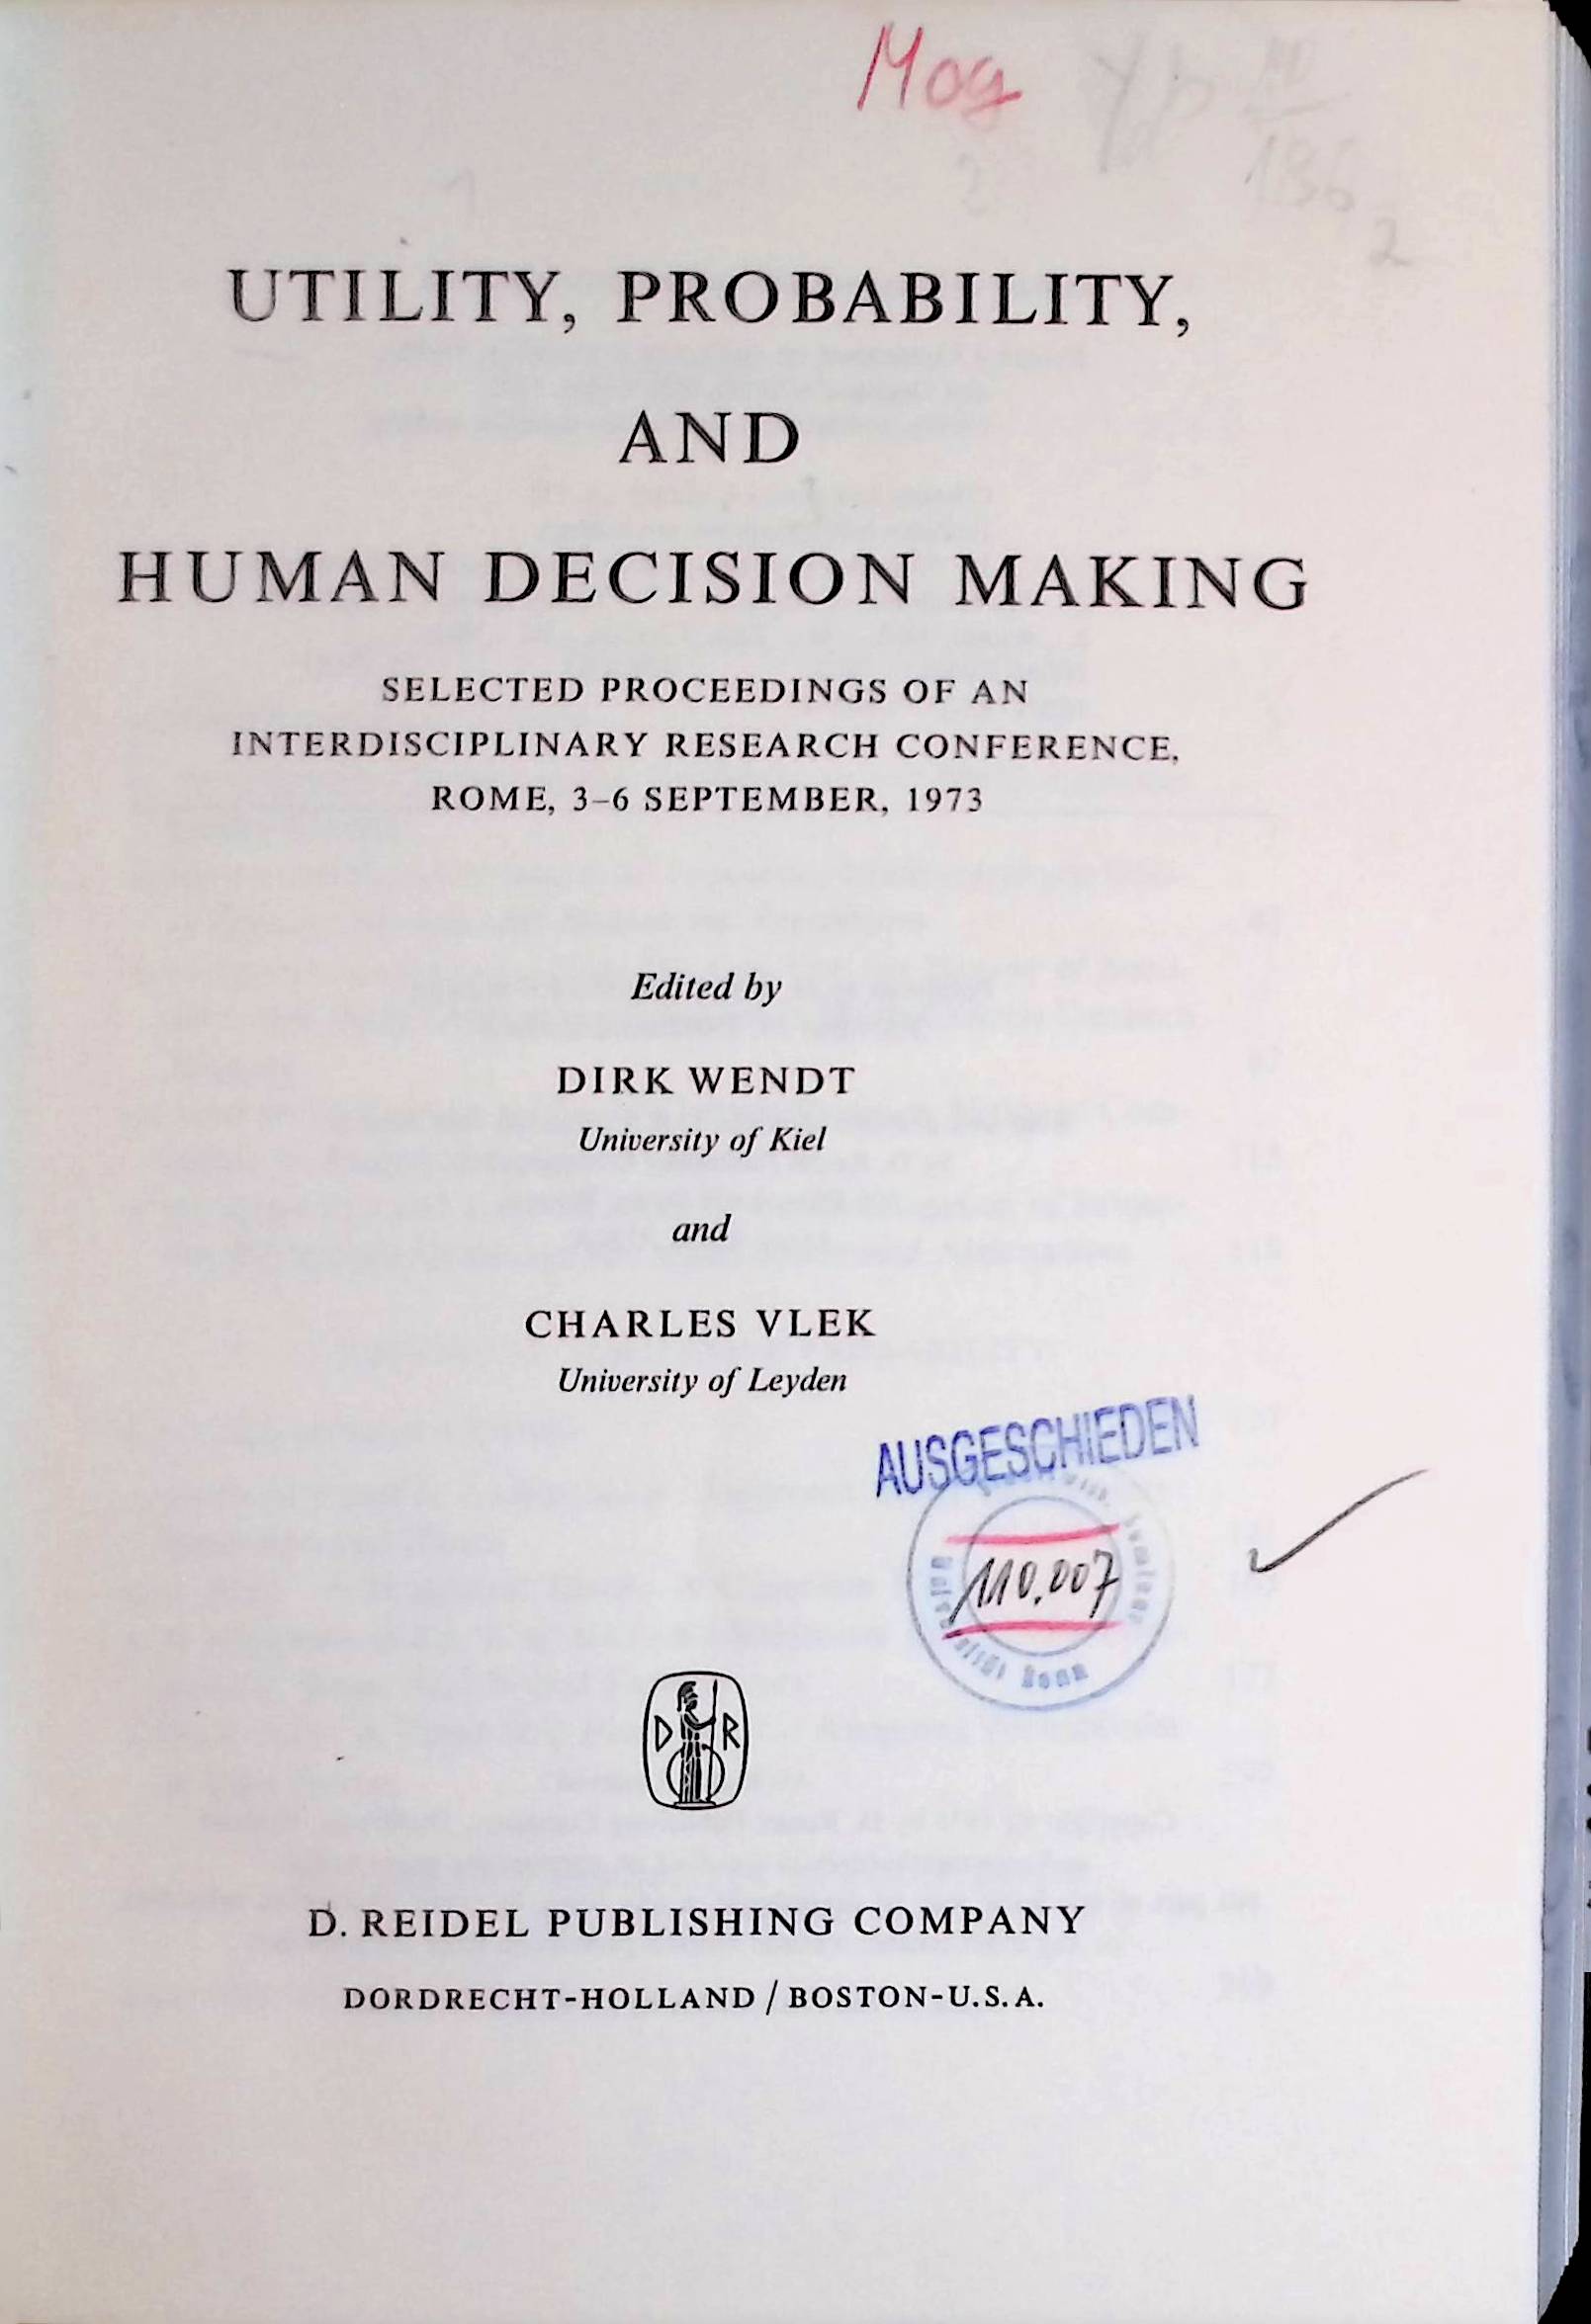 Mog
UTILITY, PROBABILITY,
AND
HUMAN DECISION MAKING
SELECTED PROCEEDINGS OF AN
INTERDISCIPLINARY RESEARCH CONFERENCE,
ROME, 3–6 SEPTEMBER, 1973
Edited by
DIRK WENDT
University of Kiel
and
CHARLES VLEK
University of Leyden
AUSGESCHIEDEN
110.007
Bonn
D R
D. REIDEL PUBLISHING COMPANY
DORDRECHT-HOLLAND / BOSTON-U.S.A.